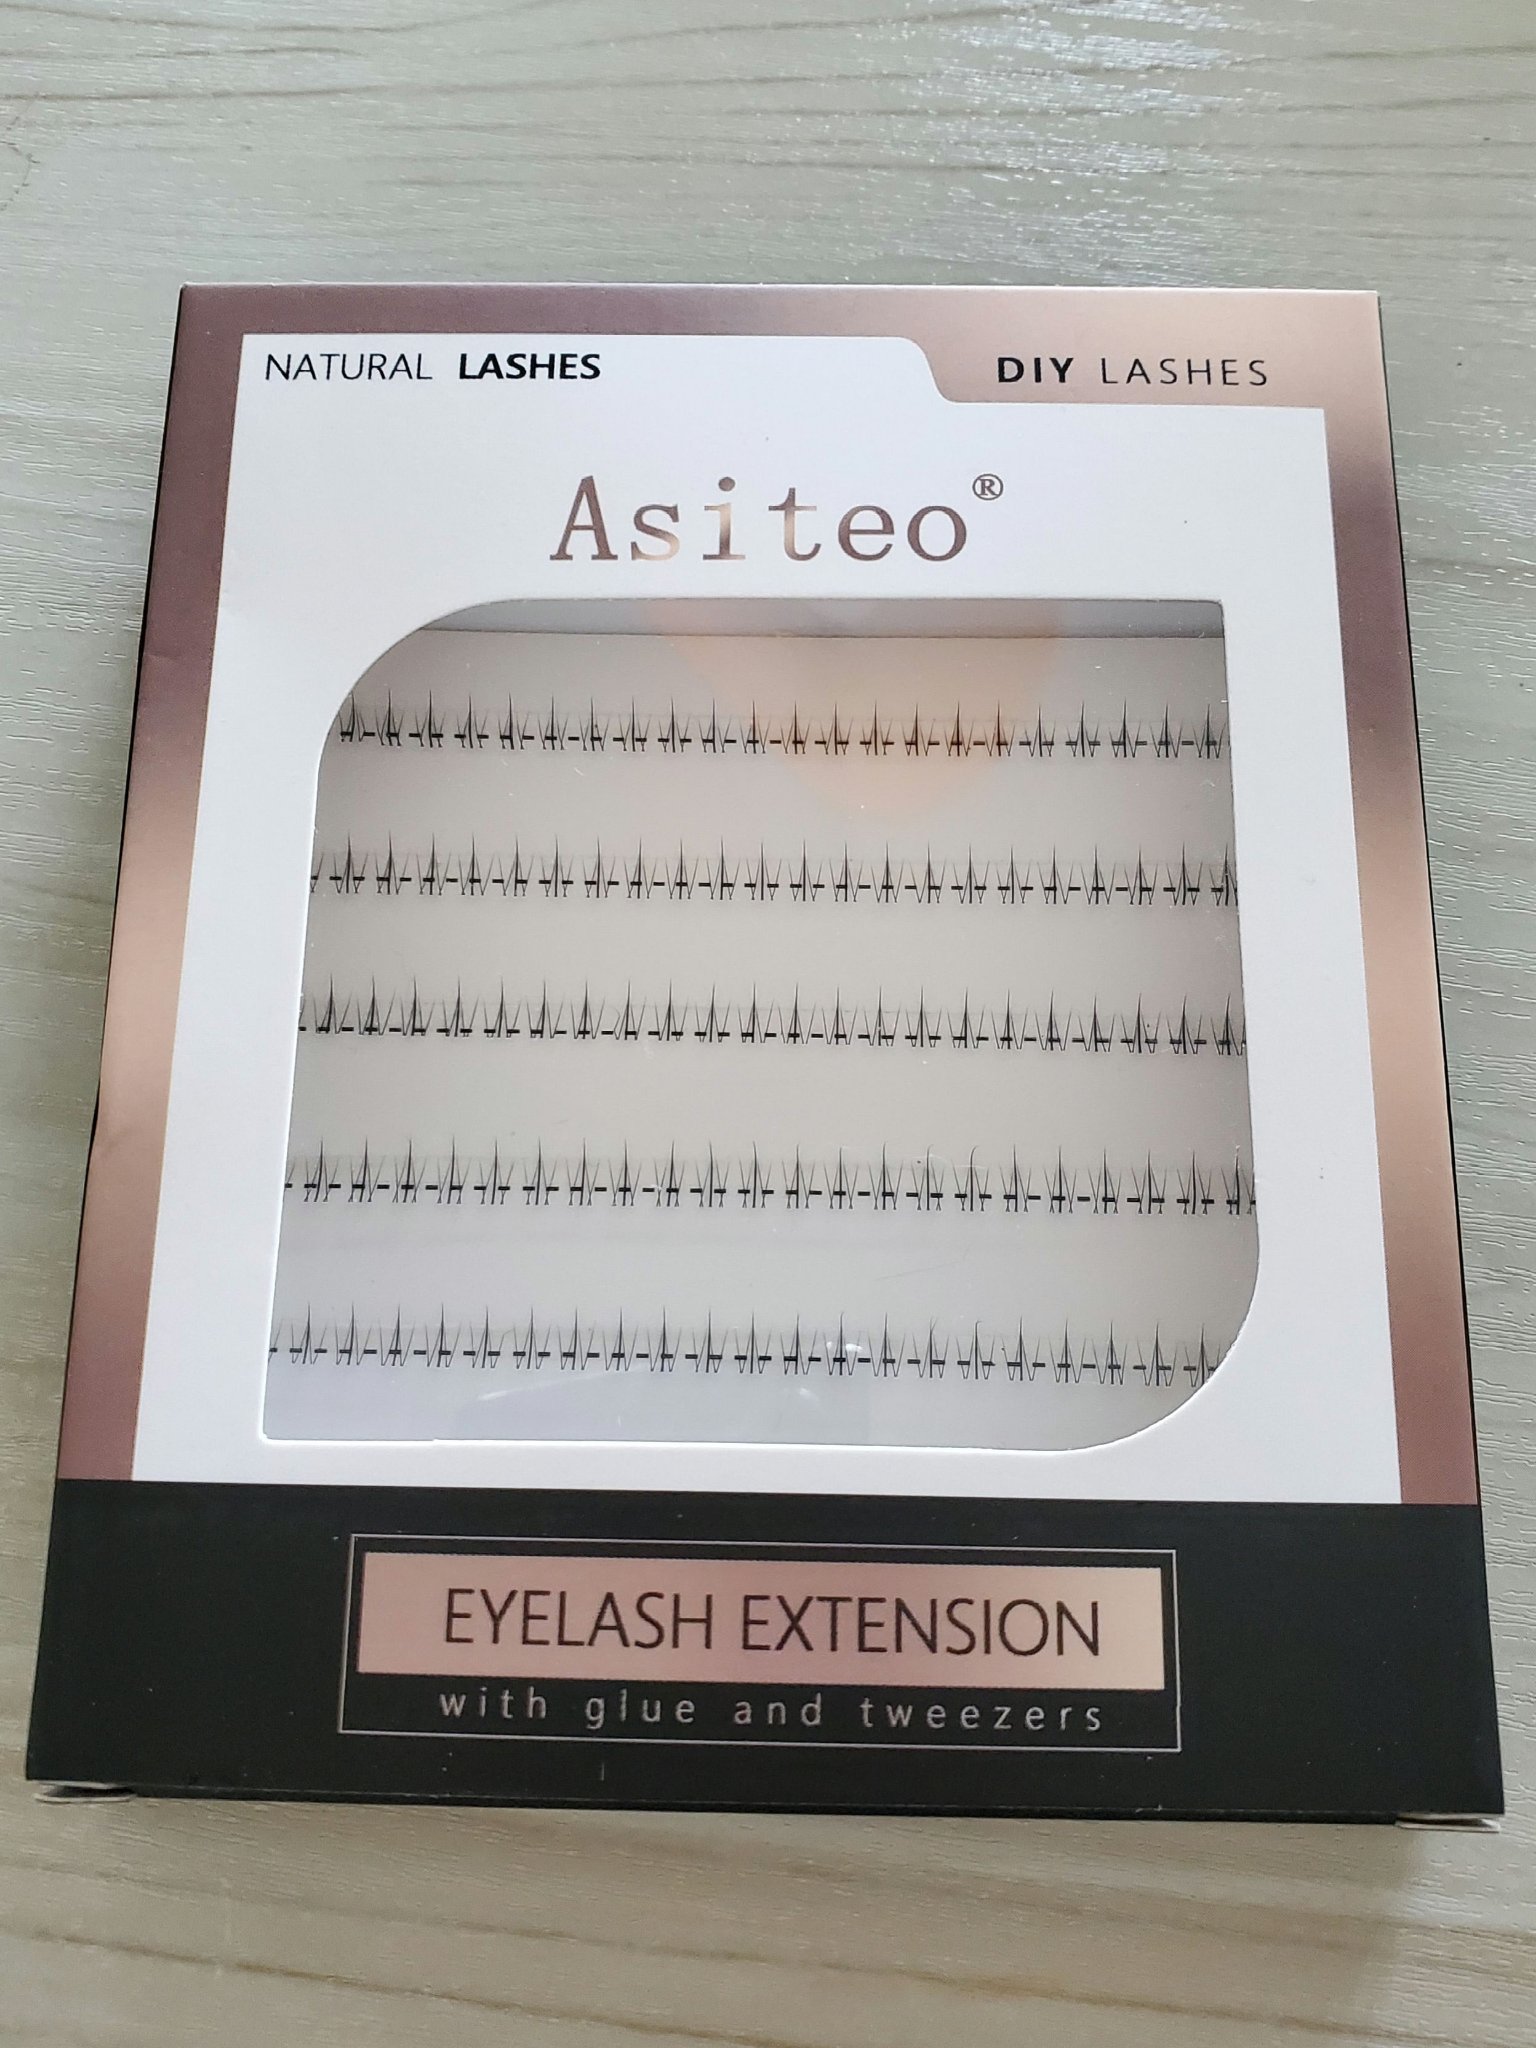 NATURAL LASHES
DIY LASHES
Asiteo®
EYELASH EXTENSION
with glue and tweezers